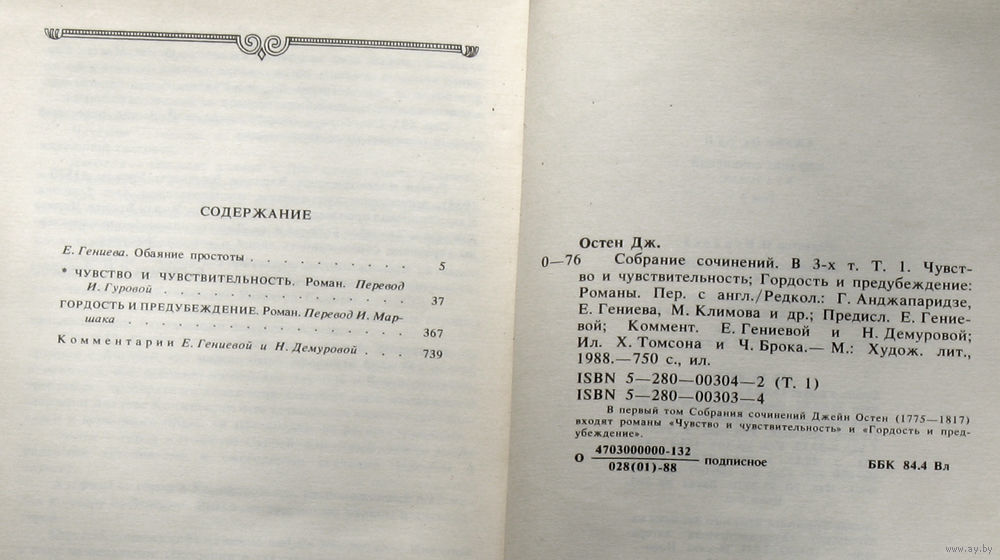 СОДЕРЖАНИЕ
Е. Гениева. Обаяние простоты . . . . . . . . . . 5
* ЧУВСТВО И ЧУВСТВИТЕЛЬНОСТЬ. Роман. Перевод
И. Гуровой . . . . . . . . . . . . . . 37
ГОРДОСТЬ И ПРЕДУБЕЖДЕНИЕ. Роман. Перевод И. Мар-
шака . . . . . . . . . . . . . . . . 367
Комментарии Е. Гениевой и Н. Демуровой . . . 739
Остен Дж.
О—76 Собрание сочинений. В 3-х т. Т. 1. Чувст-
во и чувствительность; Гордость и предубеждение:
Романы. Пер. с англ./Редкол.: Г. Анджапаридзе,
Е. Гениева, М. Климова и др.; Предисл. Е. Гение-
вой; Коммент. Е. Гениевой и Н. Демуровой;
Ил. Х. Томсона и Ч. Брока.— М.: Худож. лит.,
1988.—750 с., ил.
ISBN 5—280—00304—2 (Т. 1)
ISBN 5—280—00303—4
В первый том Собрания сочинений Джейн Остен (1775—1817)
входят романы «Чувство и чувствительность» и «Гордость и пред-
убеждение».
О 4703000000-132
028(01)-88 подписное ББК 84.4 Вл
www.ay.by